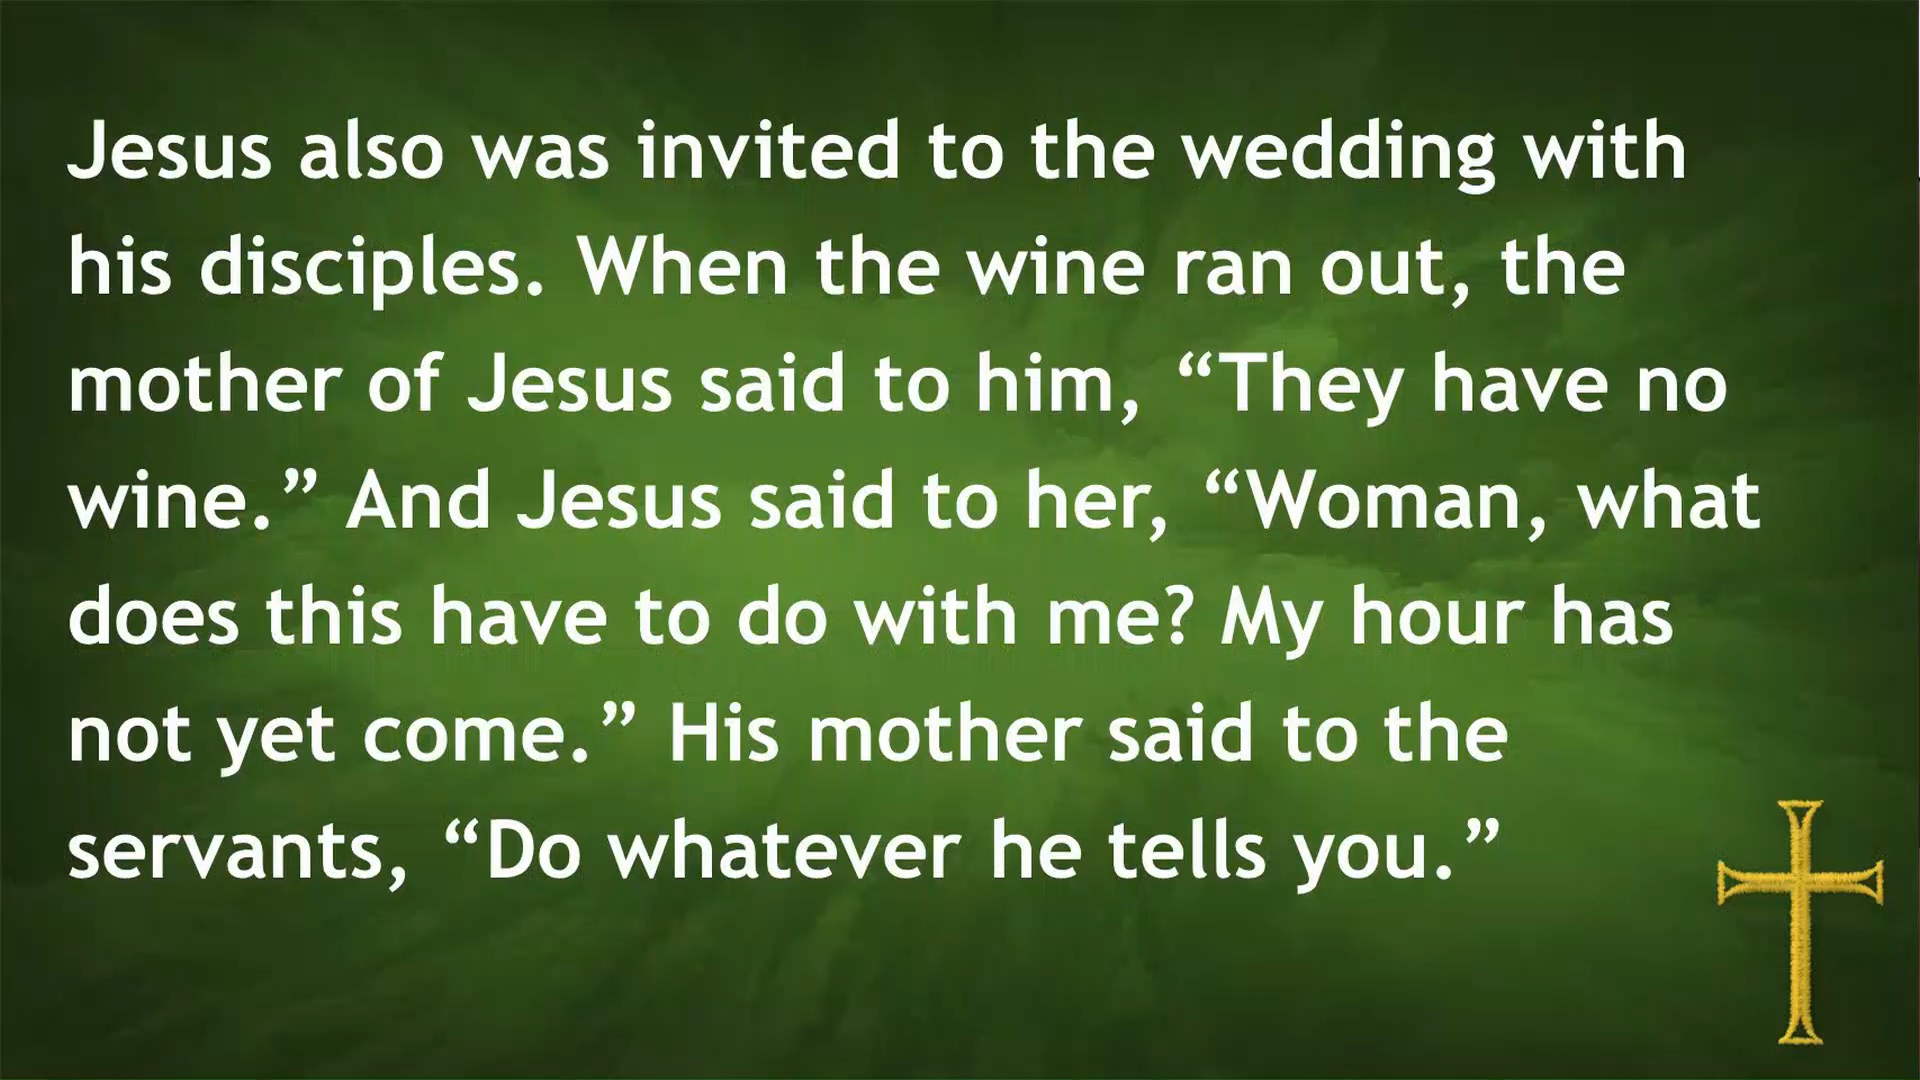 Jesus also was invited to the wedding with
his disciples. When the wine ran out, the
mother of Jesus said to him, “They have no
wine.” And Jesus said to her, “Woman, what
does this have to do with me? My hour has
not yet come.” His mother said to the
servants, “Do whatever he tells you.”